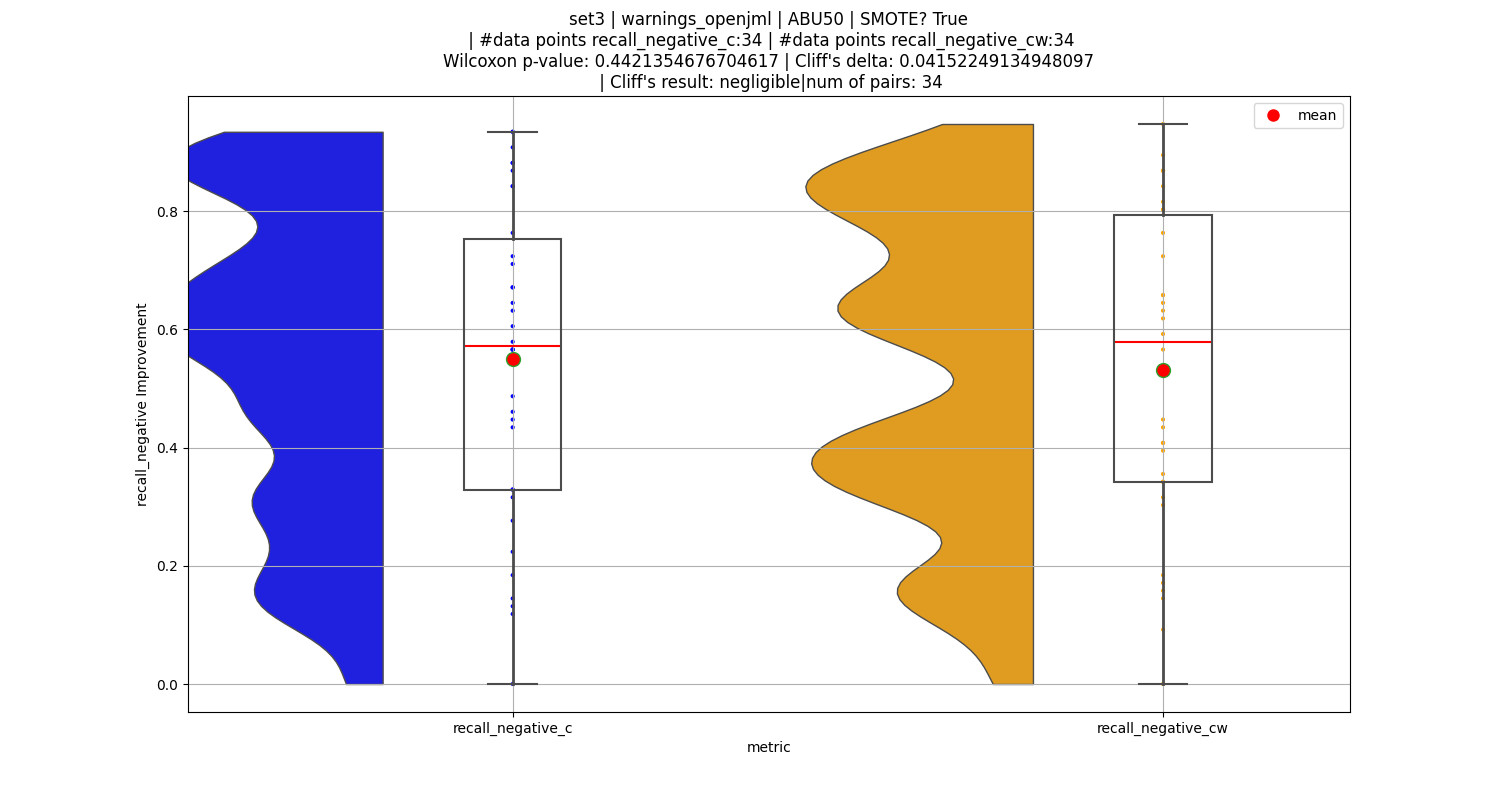 set3 | warnings_openjml | ABU50 | SMOTE? True
| #data points recall_negative_c:34 | #data points recall_negative_cw:34
Wilcoxon p-value: 0.4421354676704617 | Cliff's delta: 0.04152249134948097
| Cliff's result: negligible|num of pairs: 34
mean
recall_negative Improvement
0.8
0.6
0.4
0.2
0.0
recall_negative_c
recall_negative_cw
metric